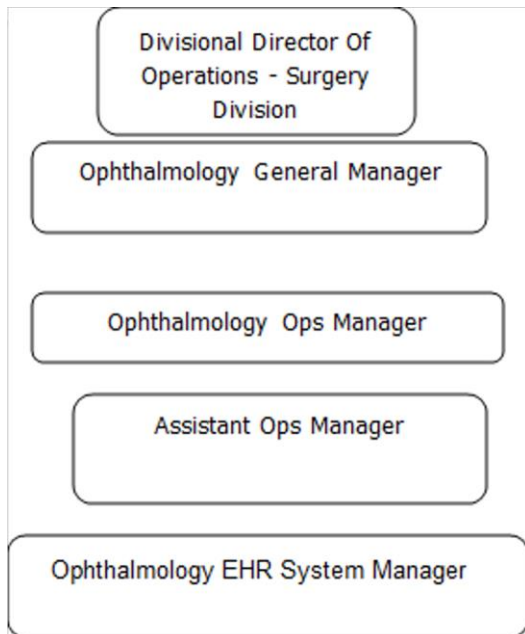 Divisional Director Of
Operations - Surgery
Division
Ophthalmology General Manager
Ophthalmology Ops Manager
Assistant Ops Manager
Ophthalmology EHR System Manager